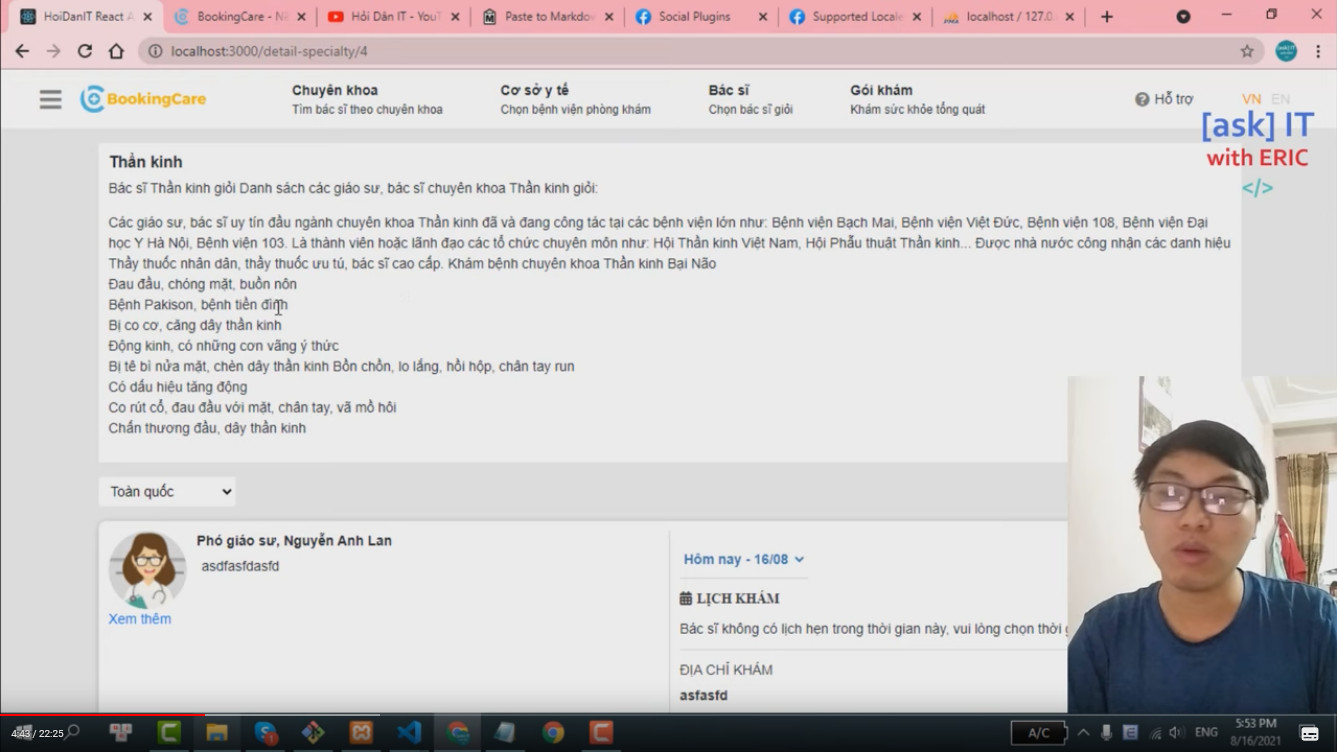 HoiDanIT React A
BookingCare - N
Hỏi Dân IT - YouT
Paste to Markdo
Social Plugins
Supported Locale
localhost / 127.0.
localhost:3000/detail-specialty/4
BookingCare
Chuyên khoa
Tìm bác sĩ theo chuyên khoa
Cơ sở y tế
Chọn bệnh viện phòng khám
Bác sĩ
Chọn bác sĩ giỏi
Gói khám
Khám sức khỏe tổng quát
Hỗ trợ
VN EN
[ask] IT
with ERIC
</>
Thần kinh
Bác sĩ Thần kinh giỏi Danh sách các giáo sư, bác sĩ chuyên khoa Thần kinh giỏi:
Các giáo sư, bác sĩ uy tín đầu ngành chuyên khoa Thần kinh đã và đang công tác tại các bệnh viện lớn như: Bệnh viện Bạch Mai, Bệnh viện Việt Đức, Bệnh viện 108, Bệnh viện Đại
học Y Hà Nội, Bệnh viện 103. Là thành viên hoặc lãnh đạo các tổ chức chuyên môn như: Hội Thần kinh Việt Nam, Hội Phẫu thuật Thần kinh... Được nhà nước công nhận các danh hiệu
Thầy thuốc nhân dân, thầy thuốc ưu tú, bác sĩ cao cấp. Khám bệnh chuyên khoa Thần kinh Bại Não
Đau đầu, chóng mặt, buồn nôn
Bệnh Pakison, bệnh tiền đình
Bị co cơ, căng dây thần kinh
Động kinh, có những cơn vãng ý thức
Bị tê bì nửa mặt, chèn dây thần kinh Bồn chồn, lo lắng, hồi hộp, chân tay run
Có dấu hiệu tăng động
Co rút cổ, đau đầu với mặt, chân tay, vã mồ hôi
Chấn thương đầu, dây thần kinh
Toàn quốc
Phó giáo sư, Nguyễn Anh Lan
asdfasfdasfd
Xem thêm
Hôm nay - 16/08
LỊCH KHÁM
Bác sĩ không có lịch hẹn trong thời gian này, vui lòng chọn thời
ĐỊA CHỈ KHÁM
asfasfd
4:43 / 22:25
A/C
ENG
5:53 PM
8/16/2021